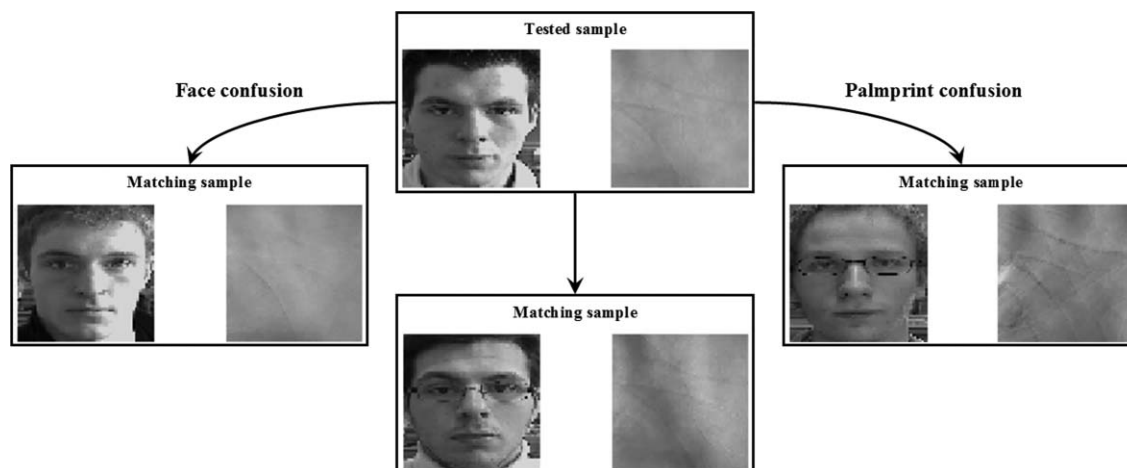 Tested sample
Face confusion
Palmprint confusion
Matching sample
Matching sample
Matching sample